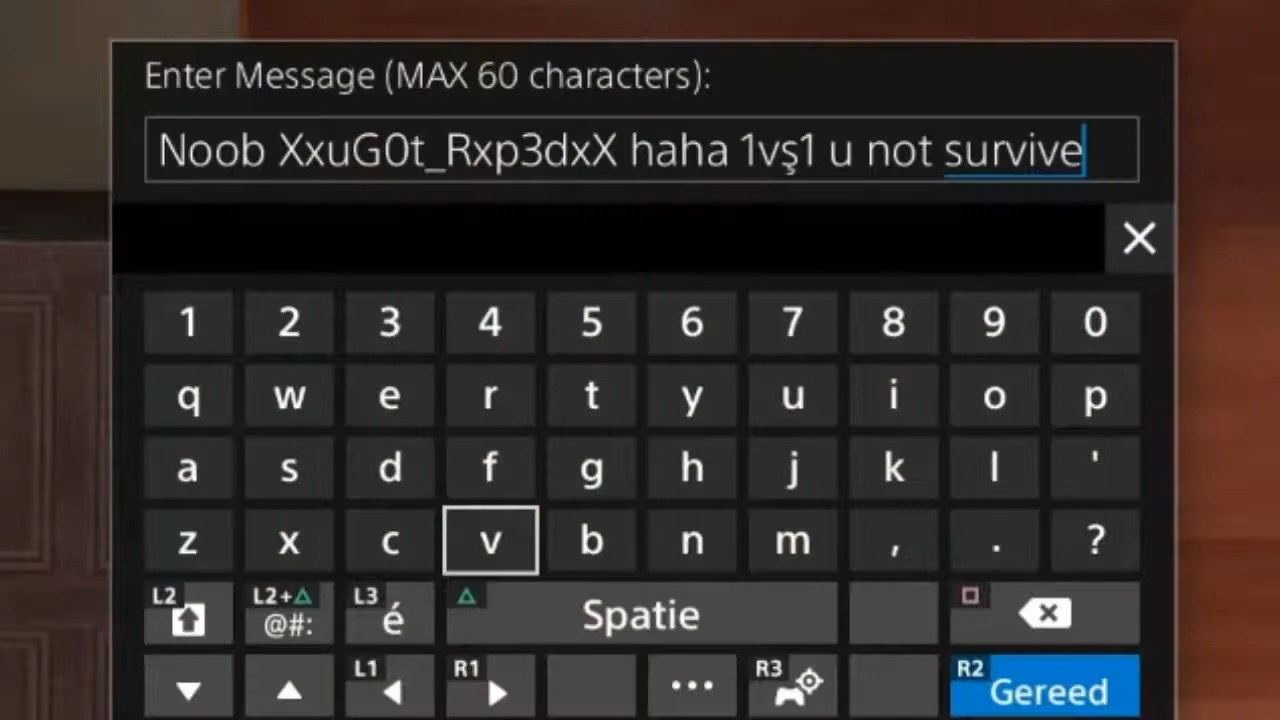 Enter Message (MAX 60 characters):
Noob XxuG0t_Rxp3dxX haha 1vş1 u not survive
1 2 3 4 5 6 7 8 9 0
q w e r t y u i o p
a s d f g h j k l '
z x c v b n m , . ?
L2 L2+△ @#: L3 é △ Spatie □
L1 R1 ... R3 R2 Gereed